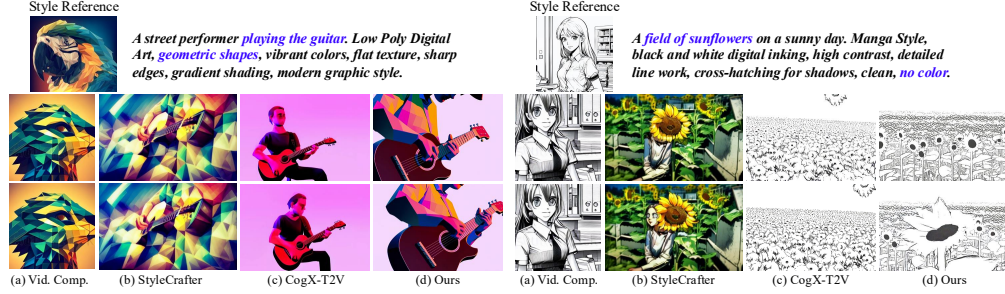 Style Reference
A street performer playing the guitar. Low Poly Digital
Art, geometric shapes, vibrant colors, flat texture, sharp
edges, gradient shading, modern graphic style.
(a) Vid. Comp.
(b) StyleCrafter
(c) CogX-T2V
(d) Ours
Style Reference
A field of sunflowers on a sunny day. Manga Style,
black and white digital inking, high contrast, detailed
line work, cross-hatching for shadows, clean, no color.
(a) Vid. Comp.
(b) StyleCrafter
(c) CogX-T2V
(d) Ours